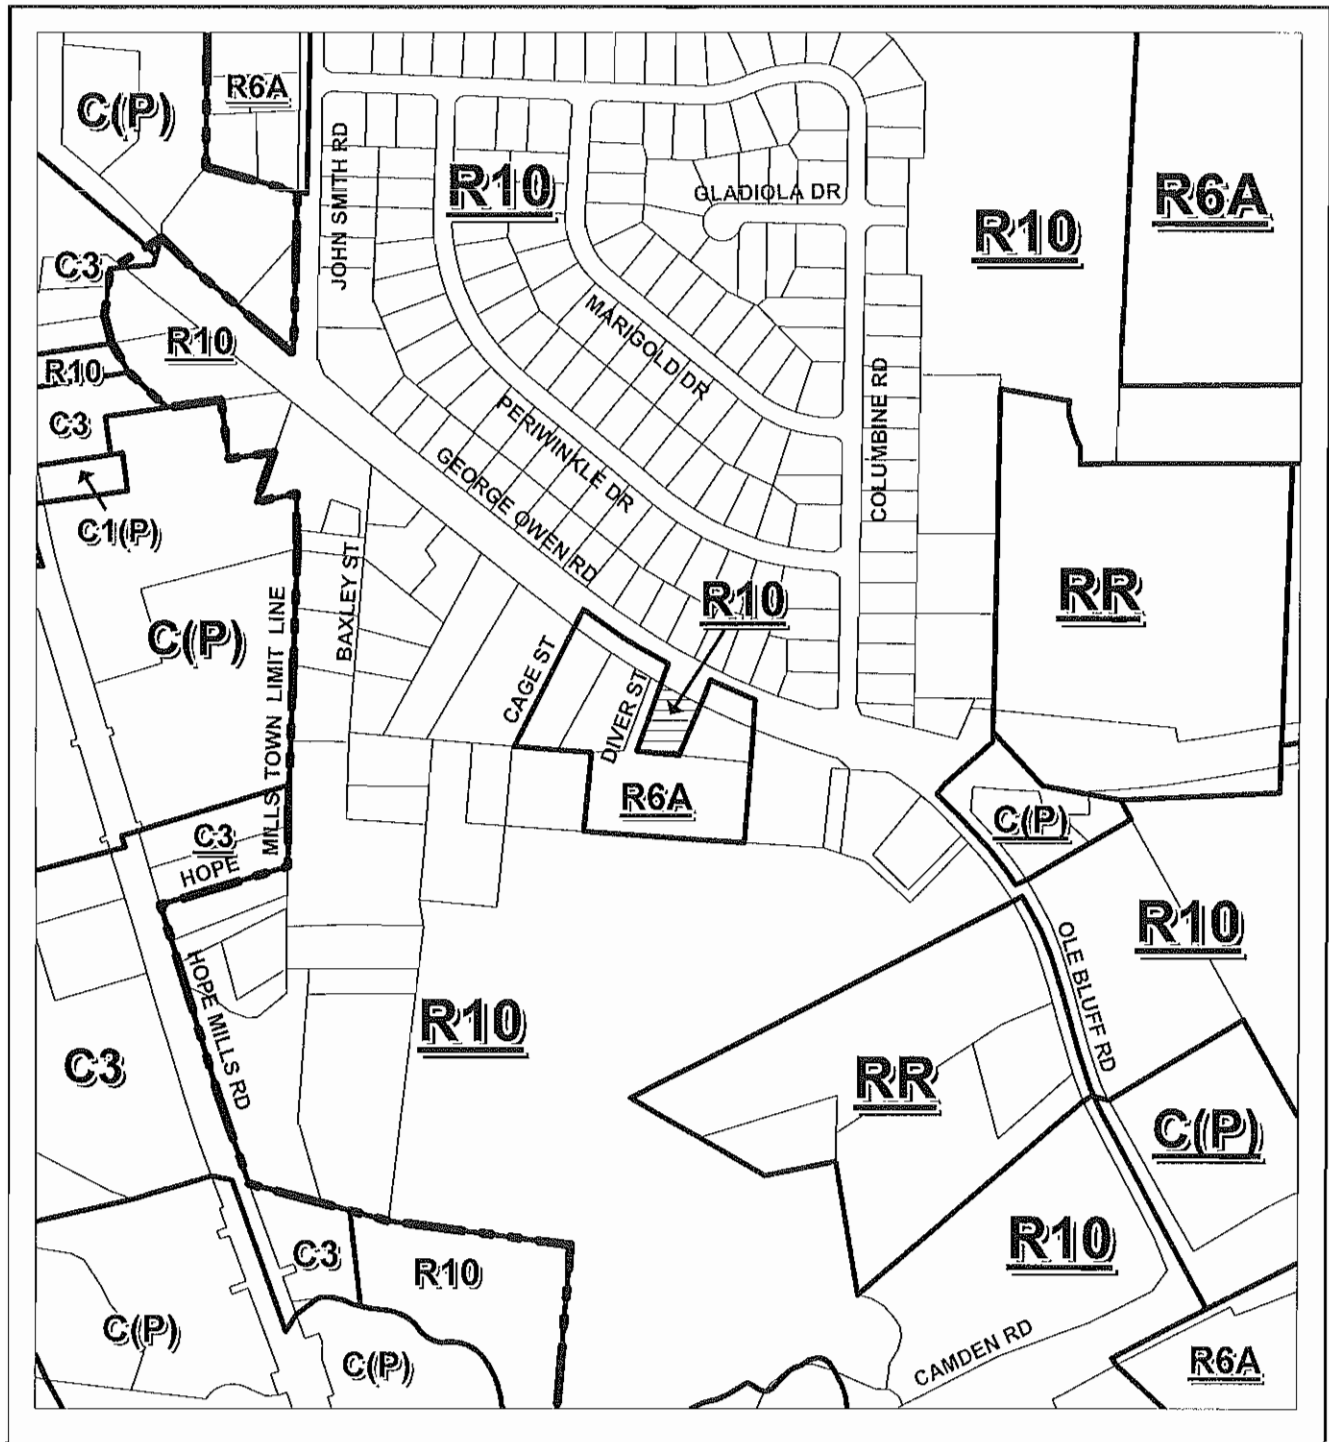 C(P)
R6A
JOHN SMITH RD
R10
GLADIOLA DR
R10
R6A
C3
R10
MARIGOLD DR
R10
C3
PERIWINKLE DR
COLUMBINE RD
GEORGE OWEN RD
C1(P)
BAXLEY ST
R10
RR
C(P)
CAGE ST
DIVER ST
R6A
C(P)
C3
HOPE
MILLS TOWN LIMIT LINE
HOPE MILLS RD
R10
OLE BLUFF RD
R10
C3
RR
C(P)
R10
C3
R10
C(P)
C(P)
CAMDEN RD
R6A